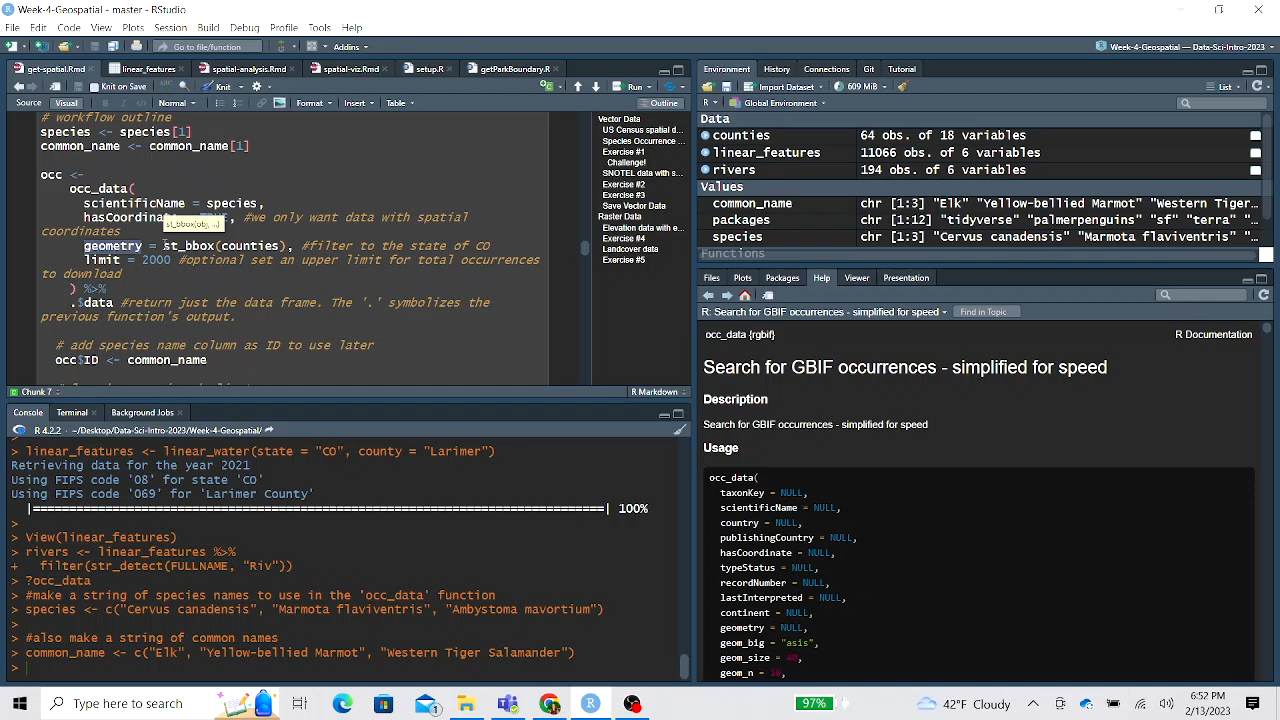 Week-4-Geospatial - master - RStudio
File Edit Code View Plots Session Build Debug Profile Tools Help
Go to file/function Addins Week-4-Geospatial — Data-Sci-Intro-2023
get-spatial.Rmd linear_features spatial-analysis.Rmd spatial-viz.Rmd setup.R getParkBoundary.R
Knit on Save Knit Run
Source Visual B I Normal Format Insert Table Outline
# workflow outline
species <- species[1]
common_name <- common_name[1]
occ <-
occ_data(
scientificName = species,
hasCoordinate = TRUE, #we only want data with spatial
coordinates
st_bbox(obj, ...)
geometry = st_bbox(counties), #filter to the state of CO
limit = 2000 #optional set an upper limit for total occurrences
to download
) %>%
.$data #return just the data frame. The '.' symbolizes the
previous function's output.
# add species name column as ID to use later
occ$ID <- common_name
Chunk 7 R Markdown
Vector Data
US Census spatial d...
Species Occurrence ...
Exercise #1
Challenge!
SNOTEL data with s...
Exercise #2
Exercise #3
Save Vector Data
Raster Data
Elevation data with e...
Exercise #4
Landcover data
Exercise #5
Console Terminal Background Jobs
R 4.2.2 · ~/Desktop/Data-Sci-Intro-2023/Week-4-Geospatial/
> linear_features <- linear_water(state = "CO", county = "Larimer")
Retrieving data for the year 2021
Using FIPS code '08' for state 'CO'
Using FIPS code '069' for 'Larimer County'
100%
>
> View(linear_features)
> rivers <- linear_features %>%
+ filter(str_detect(FULLNAME, "Riv"))
> ?occ_data
> #make a string of species names to use in the 'occ_data' function
> species <- c("Cervus canadensis", "Marmota flaviventris", "Ambystoma mavortium")
>
> #also make a string of common names
> common_name <- c("Elk", "Yellow-bellied Marmot", "Western Tiger Salamander")
>
Environment History Connections Git Tutorial
Import Dataset 609 MiB List
R Global Environment
Data
counties 64 obs. of 18 variables
linear_features 11066 obs. of 6 variables
rivers 194 obs. of 6 variables
Values
common_name chr [1:3] "Elk" "Yellow-bellied Marmot" "Western Tiger...
packages chr [1:12] "tidyverse" "palmerpenguins" "sf" "terra" ...
species chr [1:3] "Cervus canadensis" "Marmota flaviventris" "...
Functions
Files Plots Packages Help Viewer Presentation
R: Search for GBIF occurrences - simplified for speed Find in Topic
occ_data {rgbif} R Documentation
Search for GBIF occurrences - simplified for speed
Description
Search for GBIF occurrences - simplified for speed
Usage
occ_data(
taxonKey = NULL,
scientificName = NULL,
country = NULL,
publishingCountry = NULL,
hasCoordinate = NULL,
typeStatus = NULL,
recordNumber = NULL,
lastInterpreted = NULL,
continent = NULL,
geometry = NULL,
geom_big = "asis",
geom_size = 40,
geom_n = 10,
Type here to search 97% 42°F Cloudy 6:52 PM
2/13/2023